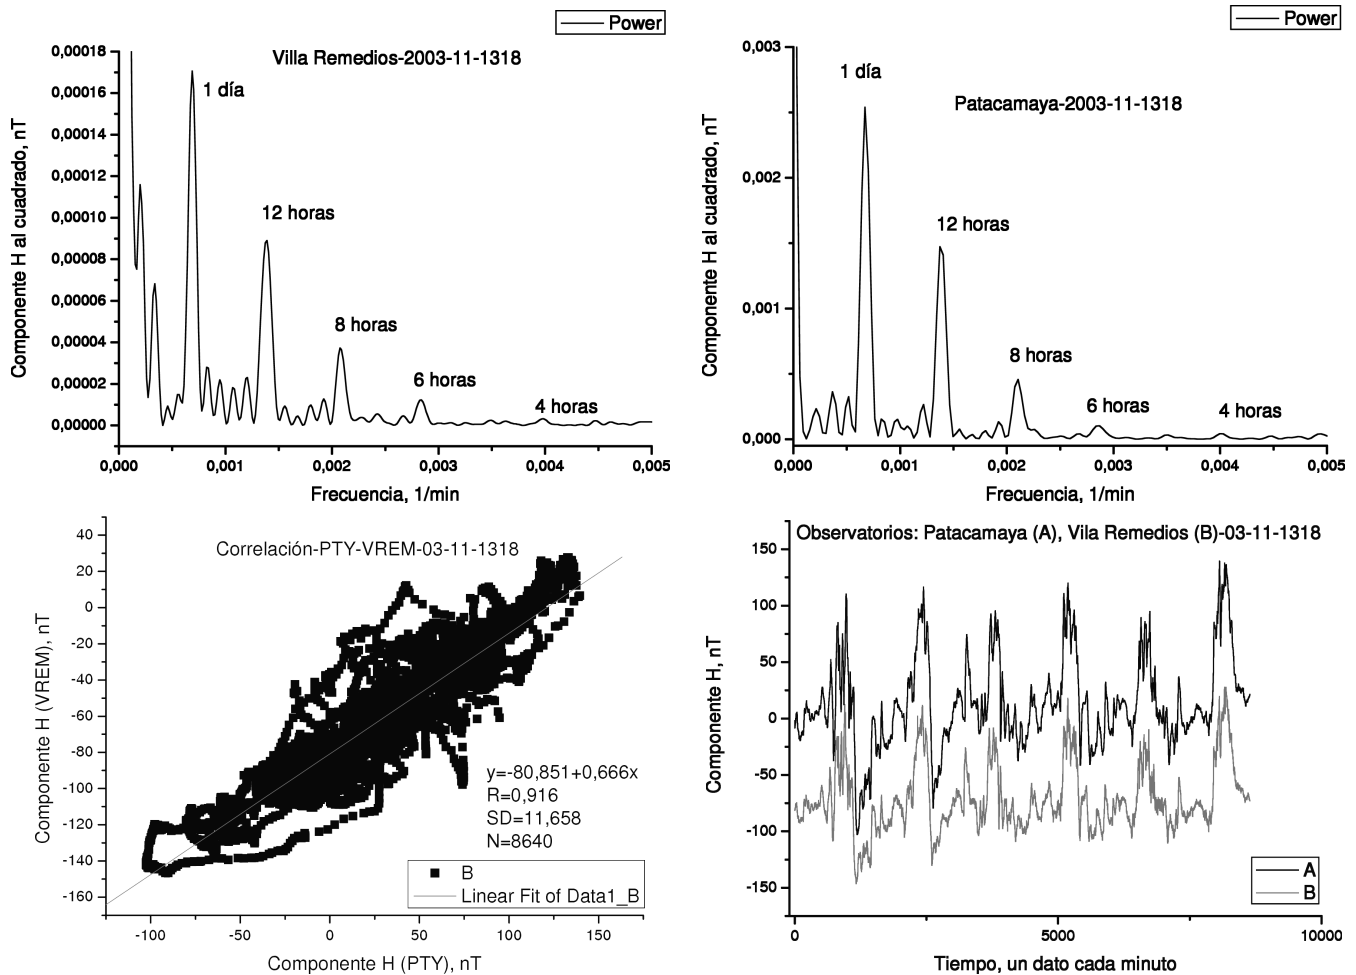 Power
Villa Remedios-2003-11-1318
Componente H al cuadrado, nT
0,00018
0,00016
0,00014
0,00012
0,00010
0,00008
0,00006
0,00004
0,00002
0,00000
1 día
12 horas
8 horas
6 horas
4 horas
0,000
0,001
0,002
0,003
0,004
0,005
Frecuencia, 1/min
Power
Patacamaya-2003-11-1318
Componente H al cuadrado, nT
0,003
0,002
0,001
0,000
1 día
12 horas
8 horas
6 horas
4 horas
0,000
0,001
0,002
0,003
0,004
0,005
Frecuencia, 1/min
Correlación-PTY-VREM-03-11-1318
Componente H (VREM), nT
40
20
0
-20
-40
-60
-80
-100
-120
-140
-160
y=-80,851+0,666x
R=0,916
SD=11,658
N=8640
B
Linear Fit of Data1_B
-100
-50
0
50
100
150
Componente H (PTY), nT
Observatorios: Patacamaya (A), Vila Remedios (B)-03-11-1318
Componente H, nT
150
100
50
0
-50
-100
-150
A
B
0
5000
10000
Tiempo, un dato cada minuto